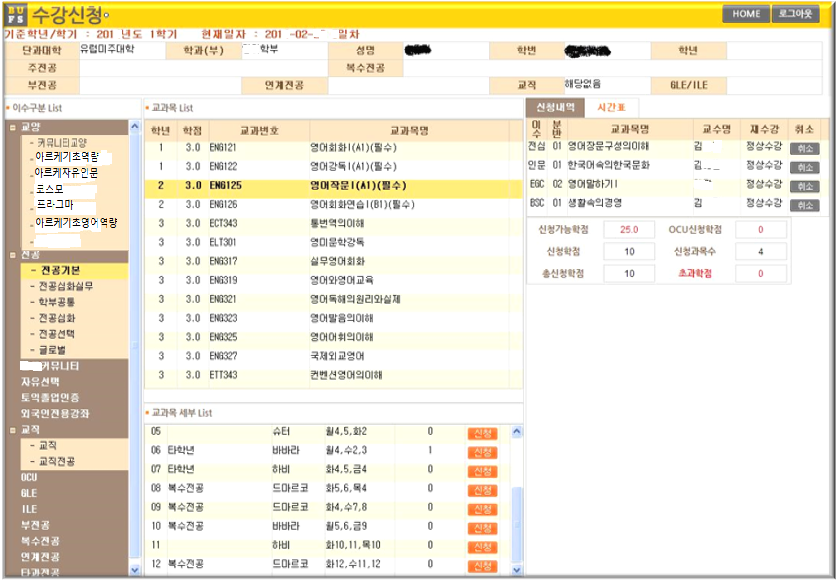 BUFS 수강신청
HOME 로그아웃
기준학년/학기 : 201 년도 1학기 현재일자 : 201 -02- 일차
단과대학 유럽미주대학 학과(부) 학부 성명 학번 학년
주전공 복수전공
부전공 연계전공 교직 해당없음 GLE/ILE
이수구분 List
교양
커뮤니타교양
아르케기초역량
아르케자유인문
코스모
프라그마
아르케기초영어역량
전공
- 전공기본
- 전공심화실무
- 학부공통
- 전공심화
- 전공선택
- 글로벌
커뮤니티
자유선택
토익졸업인증
외국인전용강좌
교직
- 교직
- 교직전공
OCU
GLE
ILE
부전공
복수전공
연계전공
타과전공
교과목 List
학년 학점 교과번호 교과목명
1 3.0 ENG121 영어회화I(A1)(필수)
1 3.0 ENG122 영어강독I(A1)(필수)
2 3.0 ENG125 영어작문I(A1)(필수)
2 3.0 ENG126 영어회화연습I(B1)(필수)
3 3.0 ECT343 통번역의이해
3 3.0 ELT301 영미문학강독
3 3.0 ENG317 실무영어회화
3 3.0 ENG319 영어와영어교육
3 3.0 ENG321 영어독해의원리와실제
3 3.0 ENG323 영어발음의이해
3 3.0 ENG325 영어어휘의이해
3 3.0 ENG327 국제외교영어
3 3.0 ETT343 컨벤션영어의이해
교과목 세부 List
05 슈터 월4,5,화2 0 신청
06 타학년 바바라 월4,수2,3 1 신청
07 타학년 하비 화4,5,금4 0 신청
08 복수전공 드마르코 화5,6,목4 0 신청
09 복수전공 드마르코 화4,수7,8 0 신청
10 복수전공 바바라 월5,6,금9 0 신청
11 하비 화10,11,목10 0 신청
12 복수전공 드마르코 화12,수11,12 0 신청
신청내역 시간표
이수 분반 교과목명 교수명 재수강 취소
전심 01 영어장문구성의이해 김 정상수강 취소
인문 01 한국어속의한국문화 김 정상수강 취소
EGC 02 영어말하기I 정상수강 취소
BSC 01 생활속의경영 김 정상수강 취소
신청가능학점 25.0 OCU신청학점 0
신청학점 10 신청과목수 4
총신청학점 10 초과학점 0